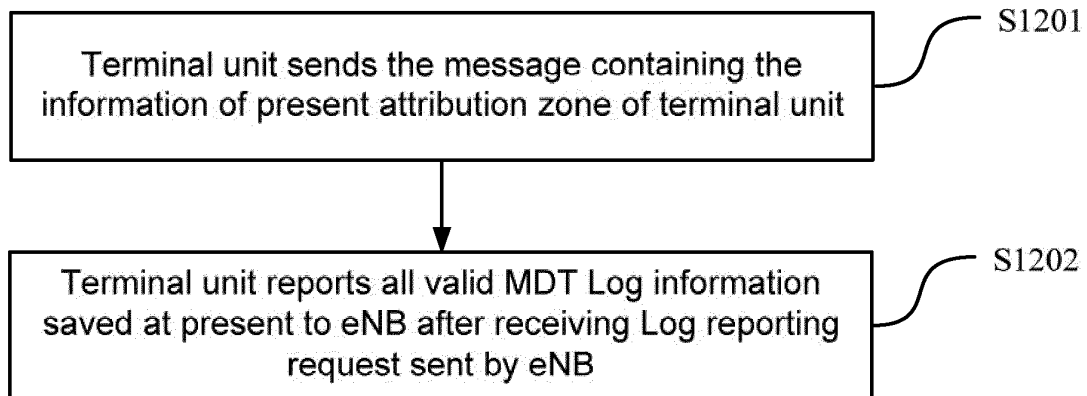 Terminal unit sends the message containing the
information of present attribution zone of terminal unit
S1201
Terminal unit reports all valid MDT Log information
saved at present to eNB after receiving Log reporting
request sent by eNB
S1202